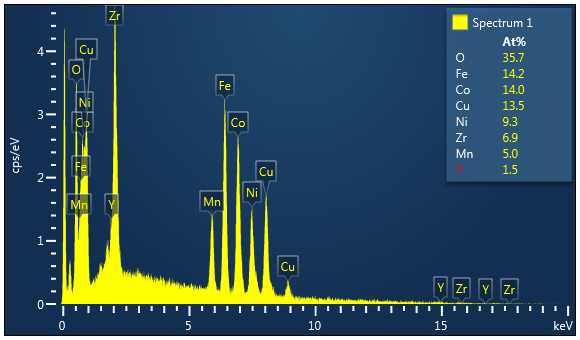 Spectrum 1
At%
O 35.7
Fe 14.2
Co 14.0
Cu 13.5
Ni 9.3
Zr 6.9
Mn 5.0
Y 1.5
cps/eV
4
3
2
1
0
Zr
Cu
O
Ni
Co
Fe
Mn
Y
Mn
Fe
Co
Ni
Cu
Cu
Y
Zr
Y
Zr
0 5 10 15 keV